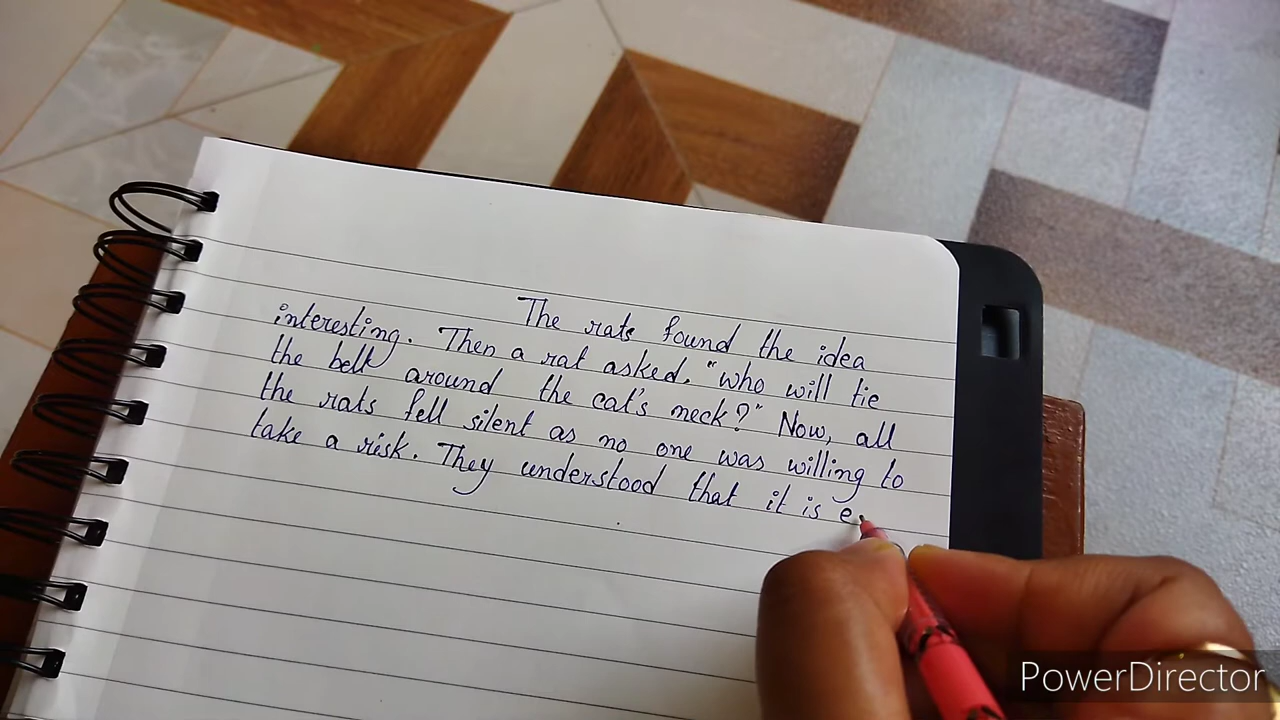 The rats found the idea
interesting. Then a rat asked, "who will tie
the belt around the cat's neck?" Now, all
the rats fell silent as no one was willing to
take a risk. They understood that it is e
PowerDirector